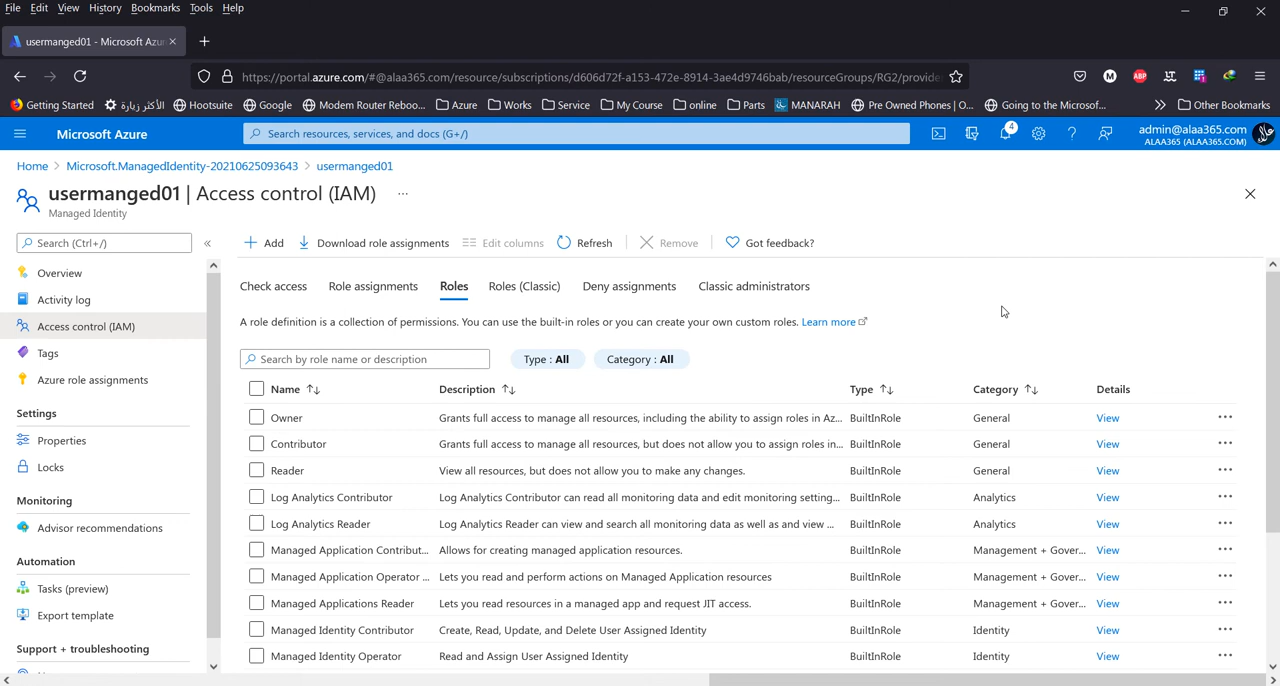 File Edit View History Bookmarks Tools Help
usermanged01 - Microsoft Azur
https://portal.azure.com/#@alaa365.com/resource/subscriptions/d606d72f-a153-472e-8914-3ae4d9746bab/resourceGroups/RG2/provide
Getting Started الأكثر زيارة Hootsuite Google Modem Router Reboo... Azure Works Service My Course online Parts MANARAH Pre Owned Phones | O... Going to the Microsof... Other Bookmarks
Microsoft Azure Search resources, services, and docs (G+/) 4 admin@alaa365.com
ALAA365 (ALAA365.COM)
Home > Microsoft.ManagedIdentity-20210625093643 > usermanged01
usermanged01 | Access control (IAM) ...
Managed Identity
Search (Ctrl+/) «
Overview
Activity log
Access control (IAM)
Tags
Azure role assignments
Settings
Properties
Locks
Monitoring
Advisor recommendations
Automation
Tasks (preview)
Export template
Support + troubleshooting
Add Download role assignments Edit columns Refresh Remove Got feedback?
Check access Role assignments Roles Roles (Classic) Deny assignments Classic administrators
A role definition is a collection of permissions. You can use the built-in roles or you can create your own custom roles. Learn more
Search by role name or description Type : All Category : All
Name ↑↓ Description ↑↓ Type ↑↓ Category ↑↓ Details
Owner Grants full access to manage all resources, including the ability to assign roles in Az... BuiltInRole General View ...
Contributor Grants full access to manage all resources, but does not allow you to assign roles in... BuiltInRole General View ...
Reader View all resources, but does not allow you to make any changes. BuiltInRole General View ...
Log Analytics Contributor Log Analytics Contributor can read all monitoring data and edit monitoring setting... BuiltInRole Analytics View ...
Log Analytics Reader Log Analytics Reader can view and search all monitoring data as well as and view ... BuiltInRole Analytics View ...
Managed Application Contribut... Allows for creating managed application resources. BuiltInRole Management + Gover... View ...
Managed Application Operator ... Lets you read and perform actions on Managed Application resources BuiltInRole Management + Gover... View ...
Managed Applications Reader Lets you read resources in a managed app and request JIT access. BuiltInRole Management + Gover... View ...
Managed Identity Contributor Create, Read, Update, and Delete User Assigned Identity BuiltInRole Identity View ...
Managed Identity Operator Read and Assign User Assigned Identity BuiltInRole Identity View ...